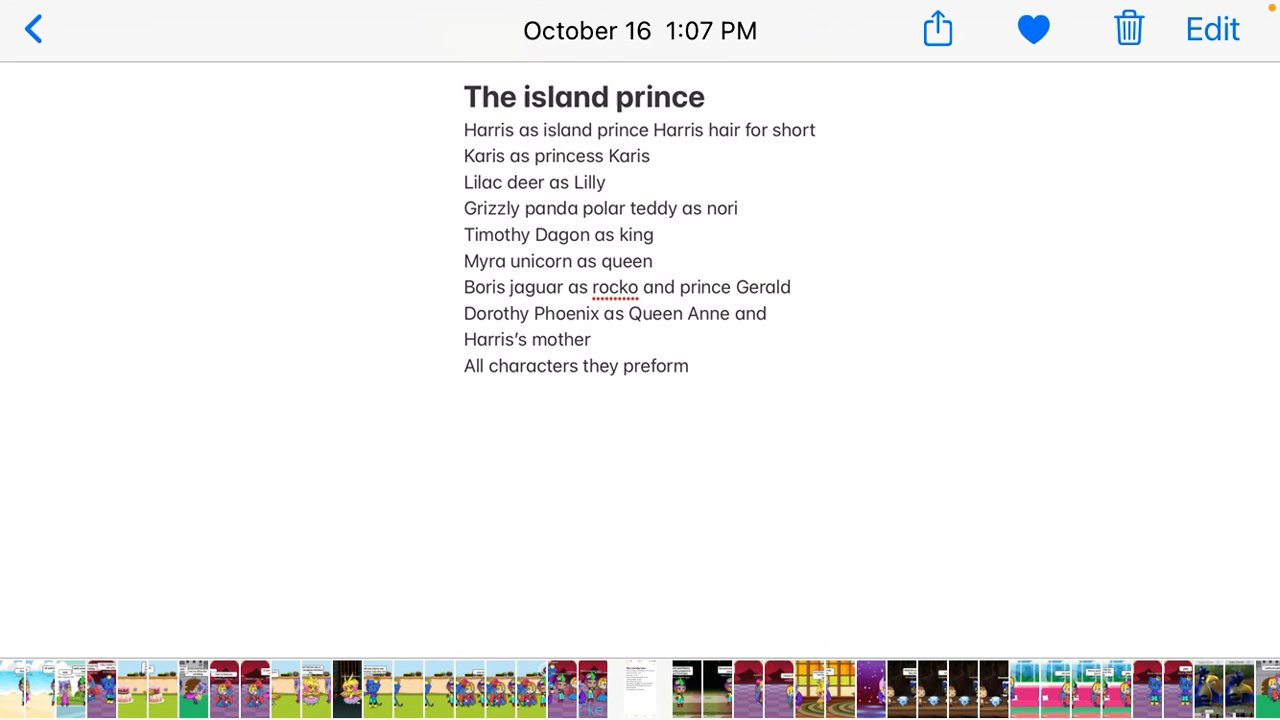 October 16 1:07 PM
Edit
The island prince
Harris as island prince Harris hair for short
Karis as princess Karis
Lilac deer as Lilly
Grizzly panda polar teddy as nori
Timothy Dagon as king
Myra unicorn as queen
Boris jaguar as rocko and prince Gerald
Dorothy Phoenix as Queen Anne and
Harris’s mother
All characters they preform